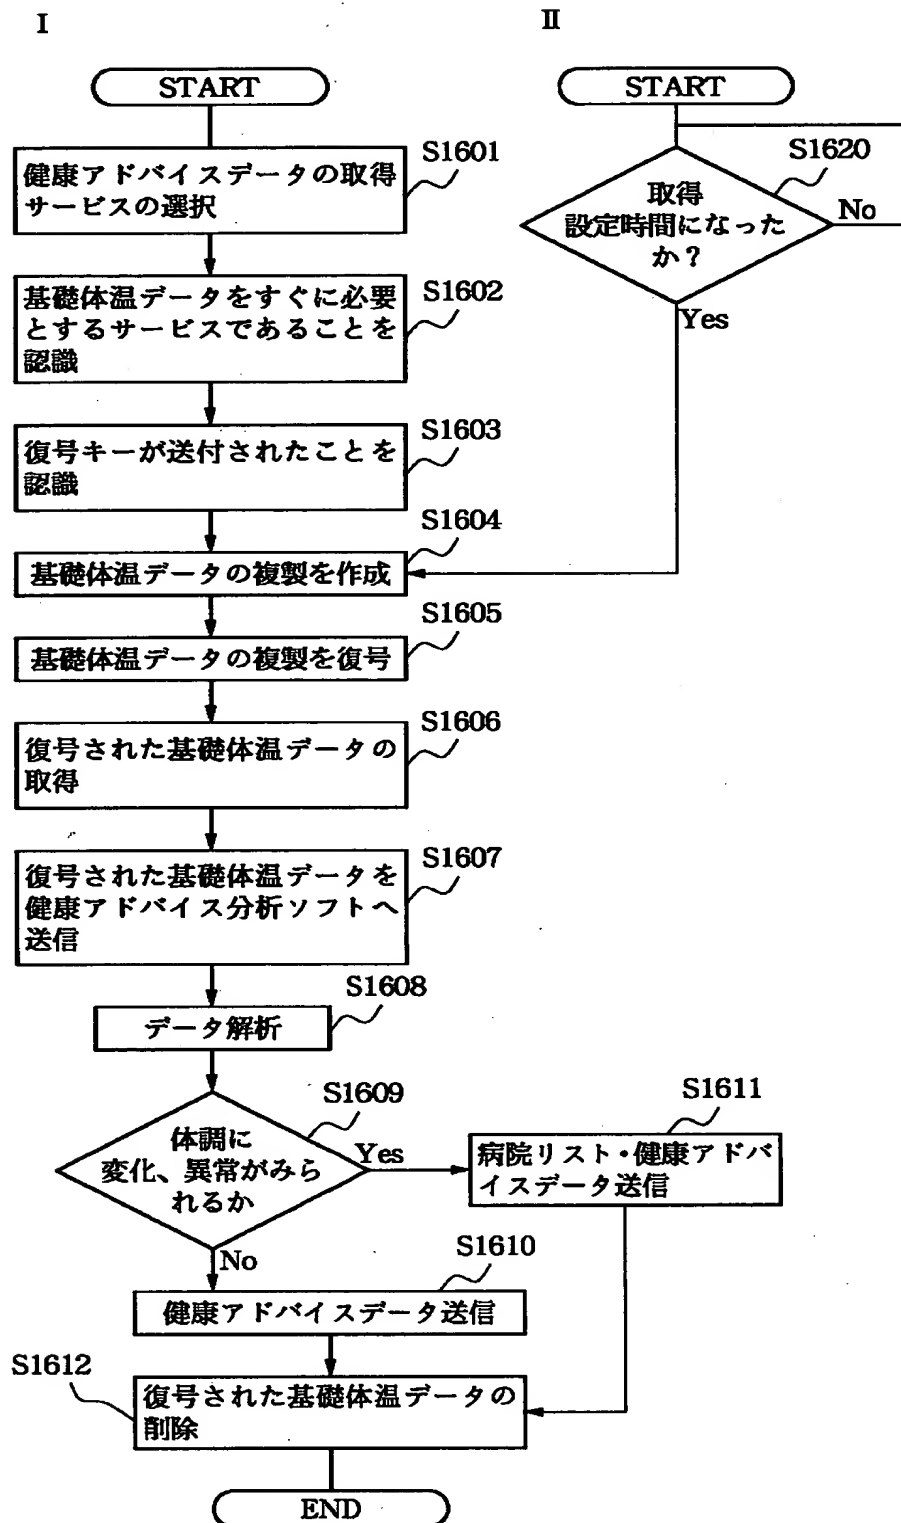 I
II
START
START
S1601
健康アドバイスデータの取得
サービスの選択
S1620
取得
設定時間になった
か？
No
Yes
S1602
基礎体温データをすぐに必要
とするサービスであることを
認識
S1603
復号キーが送付されたことを
認識
S1604
基礎体温データの複製を作成
S1605
基礎体温データの複製を復号
S1606
復号された基礎体温データの
取得
S1607
復号された基礎体温データを
健康アドバイス分析ソフトへ
送信
S1608
データ解析
S1609
体調に
変化、異常がみら
れるか
Yes
No
S1611
病院リスト・健康アドバ
イスデータ送信
S1610
健康アドバイスデータ送信
S1612
復号された基礎体温データの
削除
END